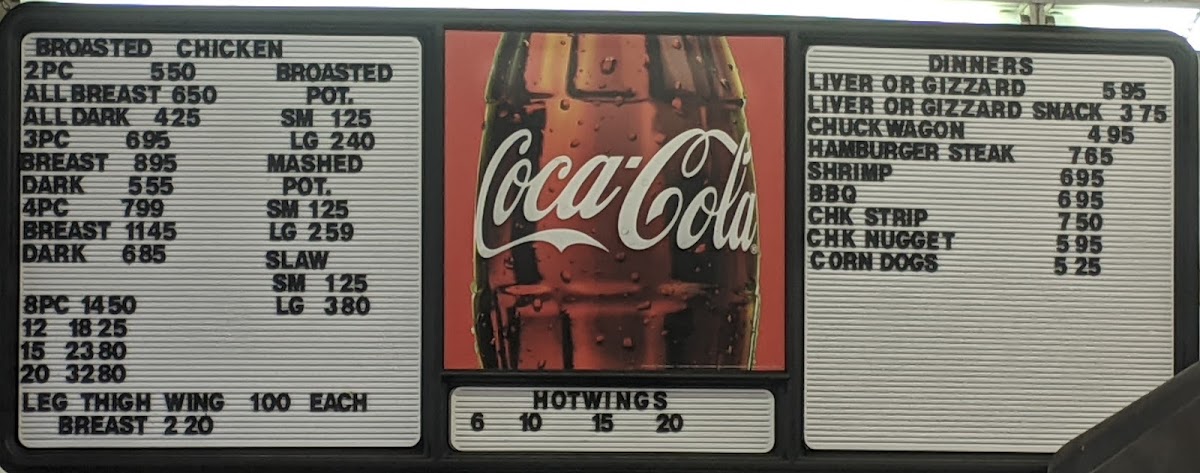 BROASTED CHICKEN
2PC 550
ALL BREAST 650
ALL DARK 425
3PC 695
BREAST 895
DARK 555
4PC 799
BREAST 1145
DARK 685
8PC 1450
12 1825
15 2380
20 3280
LEG THIGH WING 100 EACH
BREAST 220
BROASTED
POT.
SM 125
LG 240
MASHED
POT.
SM 125
LG 259
SLAW
SM 125
LG 380
Coca-Cola
HOTWINGS
6 10 15 20
DINNERS
LIVER OR GIZZARD 595
LIVER OR GIZZARD SNACK 375
CHUCKWAGON 495
HAMBURGER STEAK 765
SHRIMP 695
BBQ 695
CHK STRIP 750
CHK NUGGET 595
CORN DOGS 525